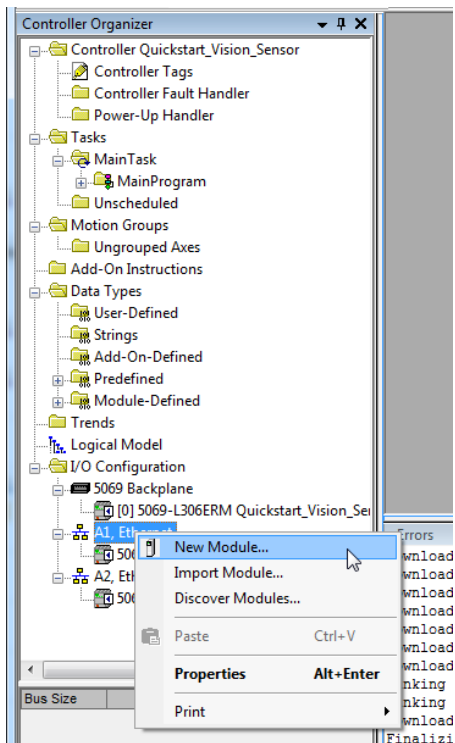 Controller Organizer
Controller Quickstart_Vision_Sensor
Controller Tags
Controller Fault Handler
Power-Up Handler
Tasks
MainTask
MainProgram
Unscheduled
Motion Groups
Ungrouped Axes
Add-On Instructions
Data Types
User-Defined
Strings
Add-On-Defined
Predefined
Module-Defined
Trends
Logical Model
I/O Configuration
5069 Backplane
[0] 5069-L306ERM Quickstart_Vision_Se
A1, Ethernet
506
A2, Et
506
New Module...
Import Module...
Discover Modules...
Paste Ctrl+V
Properties Alt+Enter
Print
Bus Size
Errors
wnload
wnload
wnload
wnload
wnload
wnload
wnload
nking
nking
wnload
Finalizi